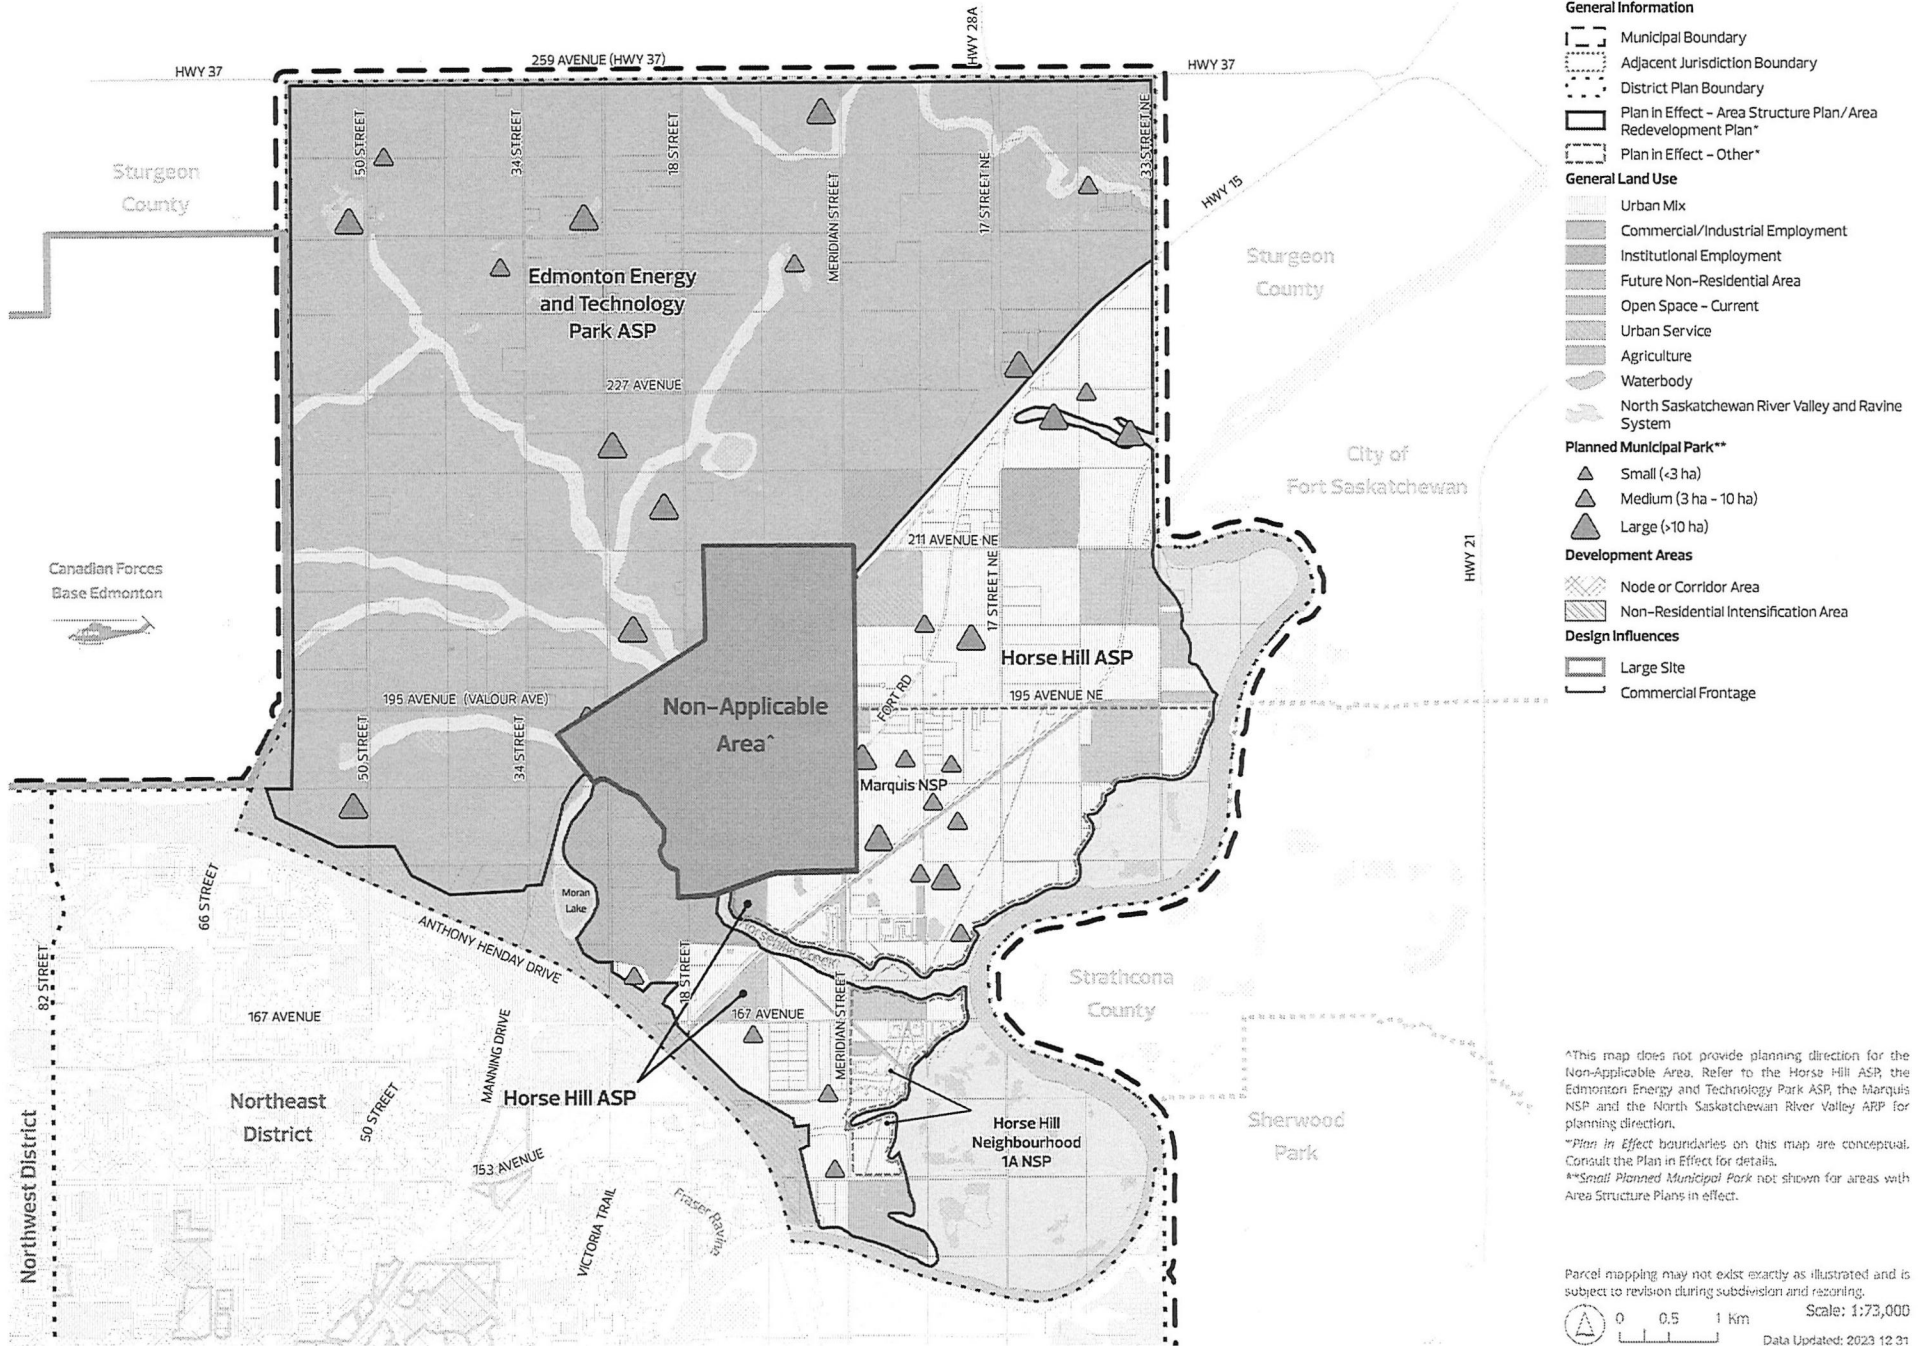 259 AVENUE (HWY 37)
HWY 37
HWY 28A
HWY 37
50 STREET
34 STREET
18 STREET
MERIDIAN STREET
17 STREET NE
33 STREET NE
HWY 15
Sturgeon
County
Sturgeon
County
Edmonton Energy
and Technology
Park ASP
227 AVENUE
City of
Fort Saskatchewan
HWY 21
211 AVENUE NE
17 STREET NE
Canadian Forces
Base Edmonton
Horse Hill ASP
195 AVENUE (VALOUR AVE)
195 AVENUE NE
FORT RD
Non-Applicable
Area^
50 STREET
34 STREET
Marquis NSP
Moran
Lake
66 STREET
ANTHONY HENDAY DRIVE
82 STREET
18 STREET
MERIDIAN STREET
Horsehills Creek
Strathcona
County
167 AVENUE
167 AVENUE
MANNING DRIVE
Horse Hill ASP
Northeast
District
50 STREET
Horse Hill
Neighbourhood
1A NSP
Sherwood
Park
153 AVENUE
VICTORIA TRAIL
Fraser Ravine
Northwest District
General Information
Municipal Boundary
Adjacent Jurisdiction Boundary
District Plan Boundary
Plan in Effect - Area Structure Plan/Area
Redevelopment Plan*
Plan in Effect - Other*
General Land Use
Urban Mix
Commercial/Industrial Employment
Institutional Employment
Future Non-Residential Area
Open Space - Current
Urban Service
Agriculture
Waterbody
North Saskatchewan River Valley and Ravine
System
Planned Municipal Park**
Small (<3 ha)
Medium (3 ha - 10 ha)
Large (>10 ha)
Development Areas
Node or Corridor Area
Non-Residential Intensification Area
Design Influences
Large Site
Commercial Frontage
^This map does not provide planning direction for the
Non-Applicable Area. Refer to the Horse Hill ASP, the
Edmonton Energy and Technology Park ASP, the Marquis
NSP and the North Saskatchewan River Valley ARP for
planning direction.
*Plan in Effect boundaries on this map are conceptual.
Consult the Plan in Effect for details.
**Small Planned Municipal Park not shown for areas with
Area Structure Plans in effect.
Parcel mapping may not exist exactly as illustrated and is
subject to revision during subdivision and rezoning.
Scale: 1:73,000
0 0.5 1 Km
Data Updated: 2023 12 31